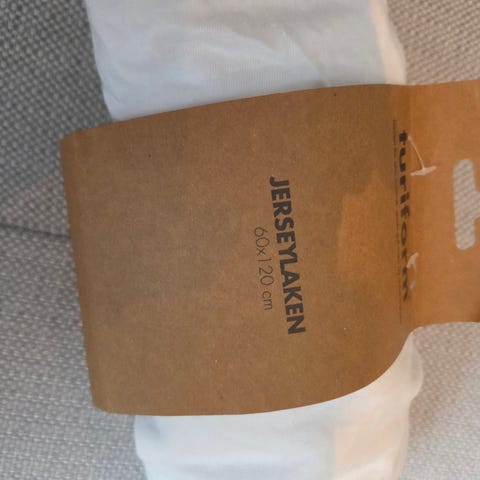 turiform
JERSEYLAKEN
60x120 cm